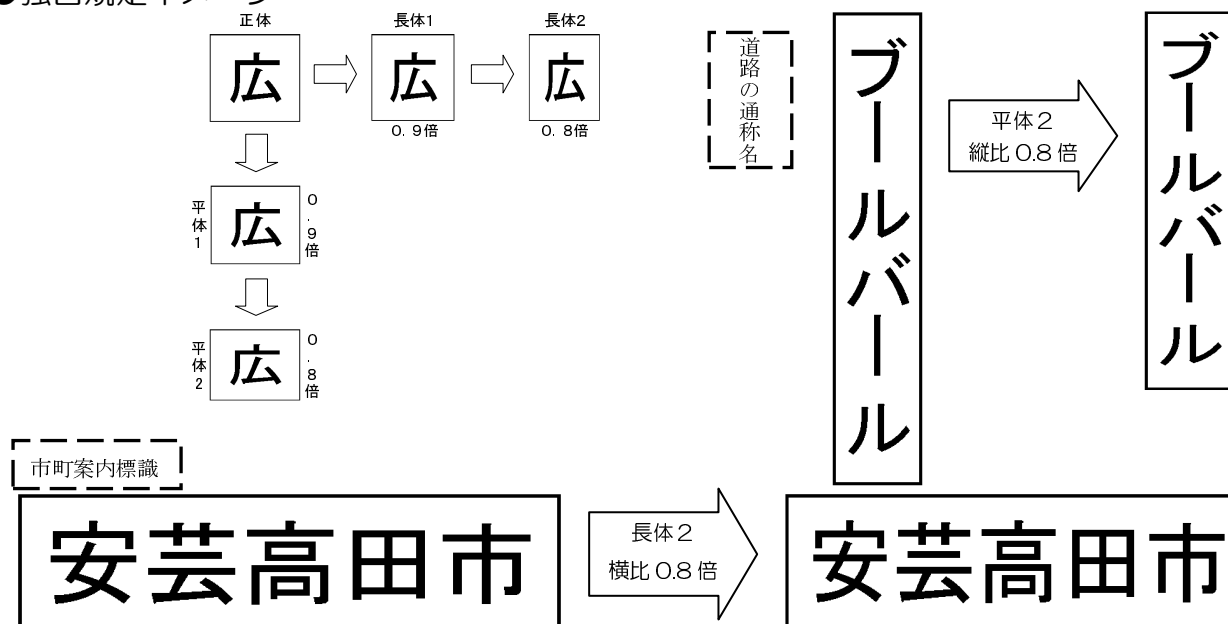 正体
長体1
長体2
広
広
広
0.9倍
0.8倍
平体1
広
0.9倍
平体2
広
0.8倍
道路の通称名
ブールバール
平体2
縦比0.8倍
ブールバール
市町案内標識
安芸高田市
長体2
横比0.8倍
安芸高田市